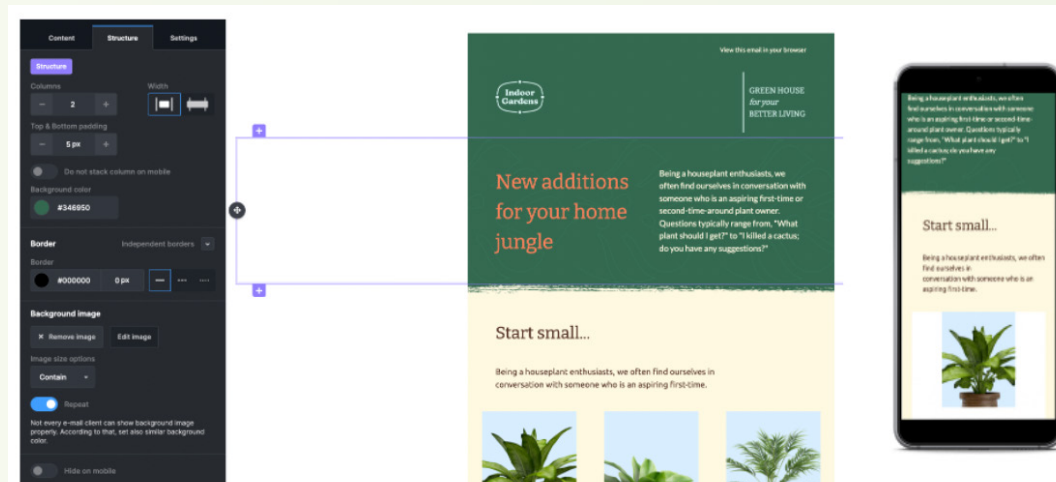 Content Structure Settings
Structure
Columns Width
− 2 +
Top & Bottom padding
− 5 px +
Do not stack column on mobile
Background color
#346950
Border Independent borders
Border
#000000 0 px
Background image
× Remove image Edit image
Image size options
Contain
Repeat
Not every e-mail client can show background image
properly. According to that, set also similar background
color.
Hide on mobile
View this email in your browser
Indoor
Gardens
GREEN HOUSE
for your
BETTER LIVING
New additions
for your home
jungle
Being a houseplant enthusiasts, we
often find ourselves in conversation with
someone who is an aspiring first-time or
second-time-around plant owner.
Questions typically range from, "What
plant should I get?" to "I killed a cactus;
do you have any suggestions?"
Start small...
Being a houseplant enthusiasts, we often find ourselves in
conversation with someone who is an aspiring first-time.
Being a houseplant enthusiasts, we often
find ourselves in conversation with someone
who is an aspiring first-time or second-time-
around plant owner. Questions typically
range from, "What plant should I get?" to "I
killed a cactus; do you have any
suggestions?"
Start small...
Being a houseplant enthusiasts, we often
find ourselves in
conversation with someone who is an
aspiring first-time.